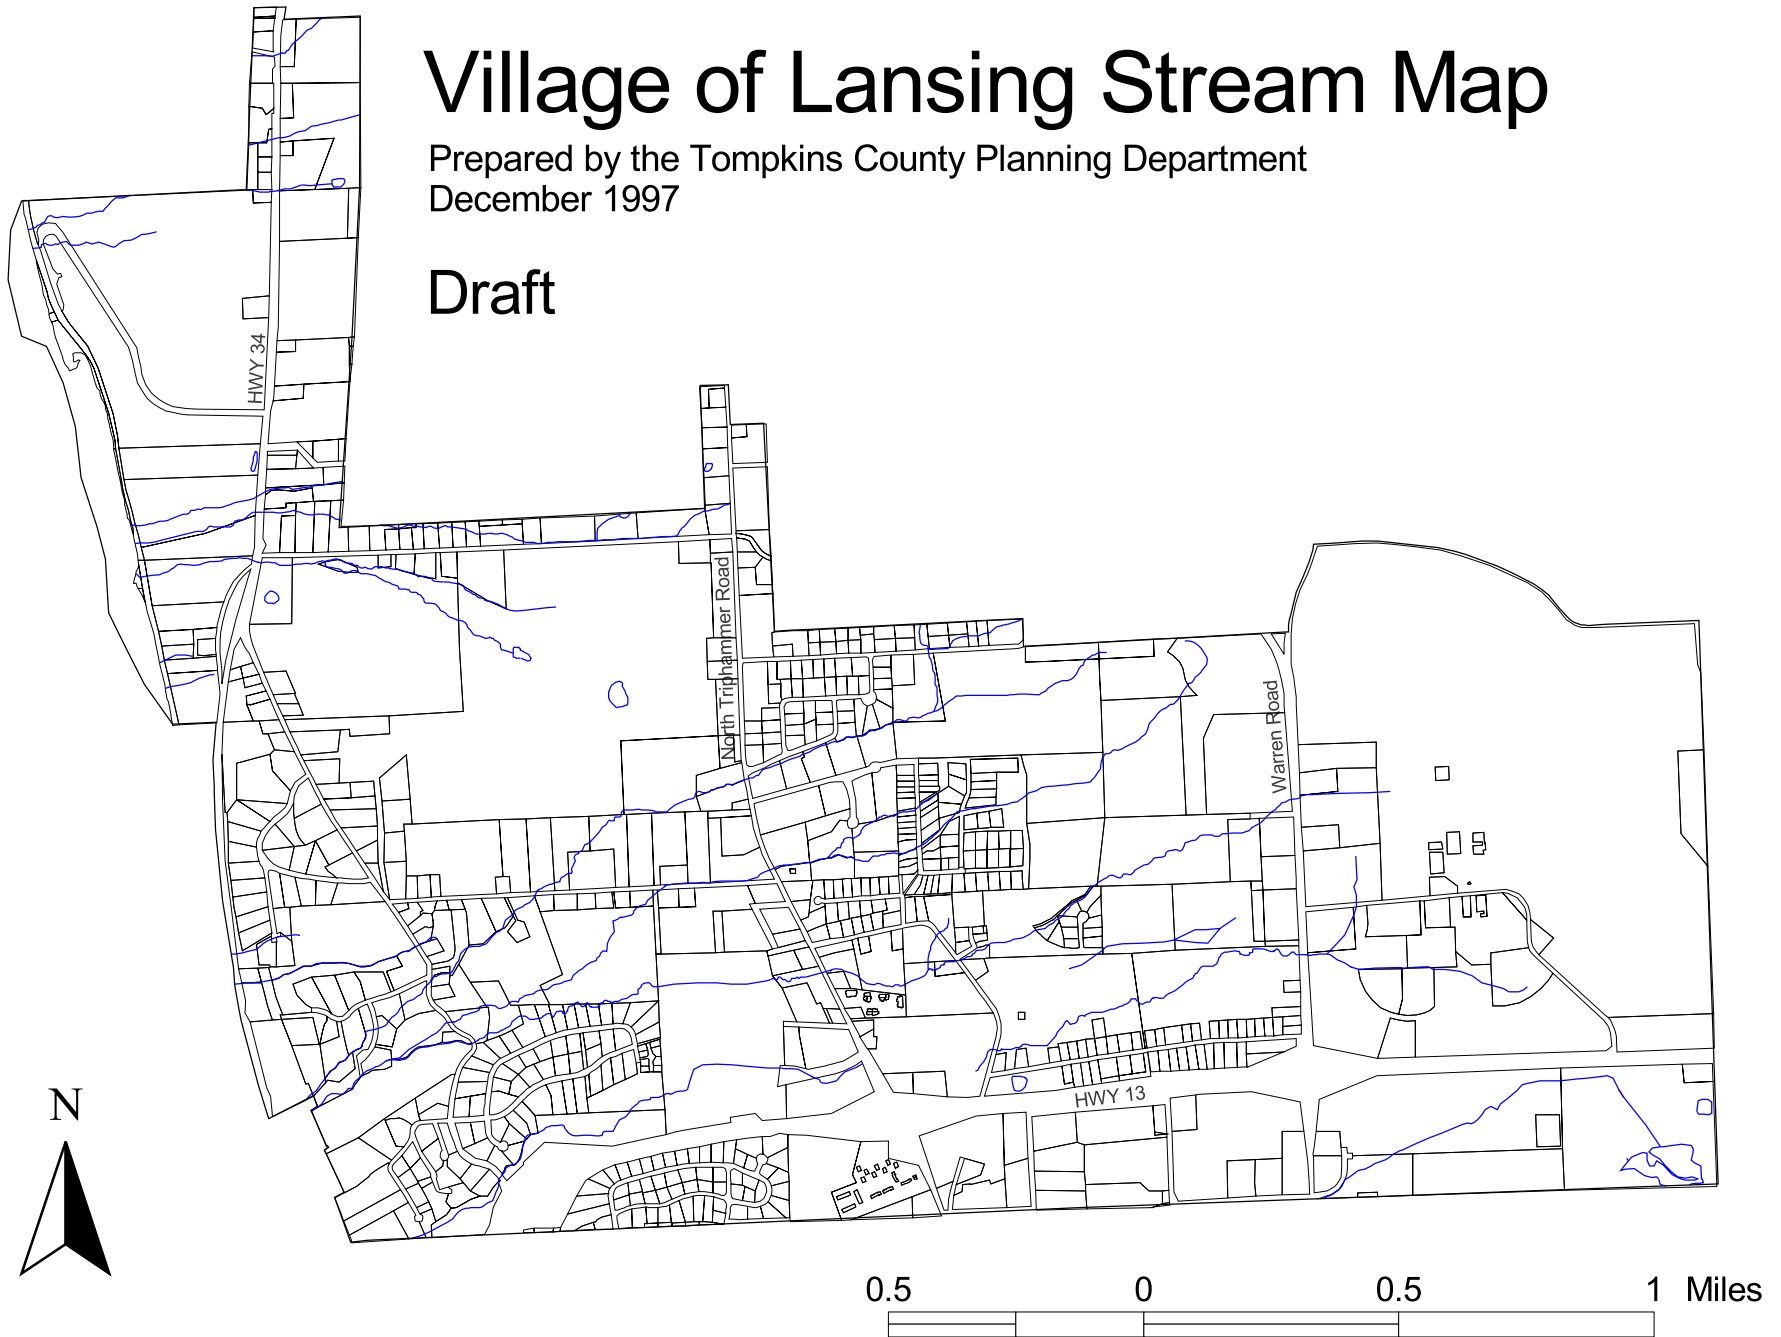 Village of Lansing Stream Map
Prepared by the Tompkins County Planning Department
December 1997
Draft
HWY 34
North Triphammer Road
Warren Road
HWY 13
N
0.5 0 0.5 1 Miles